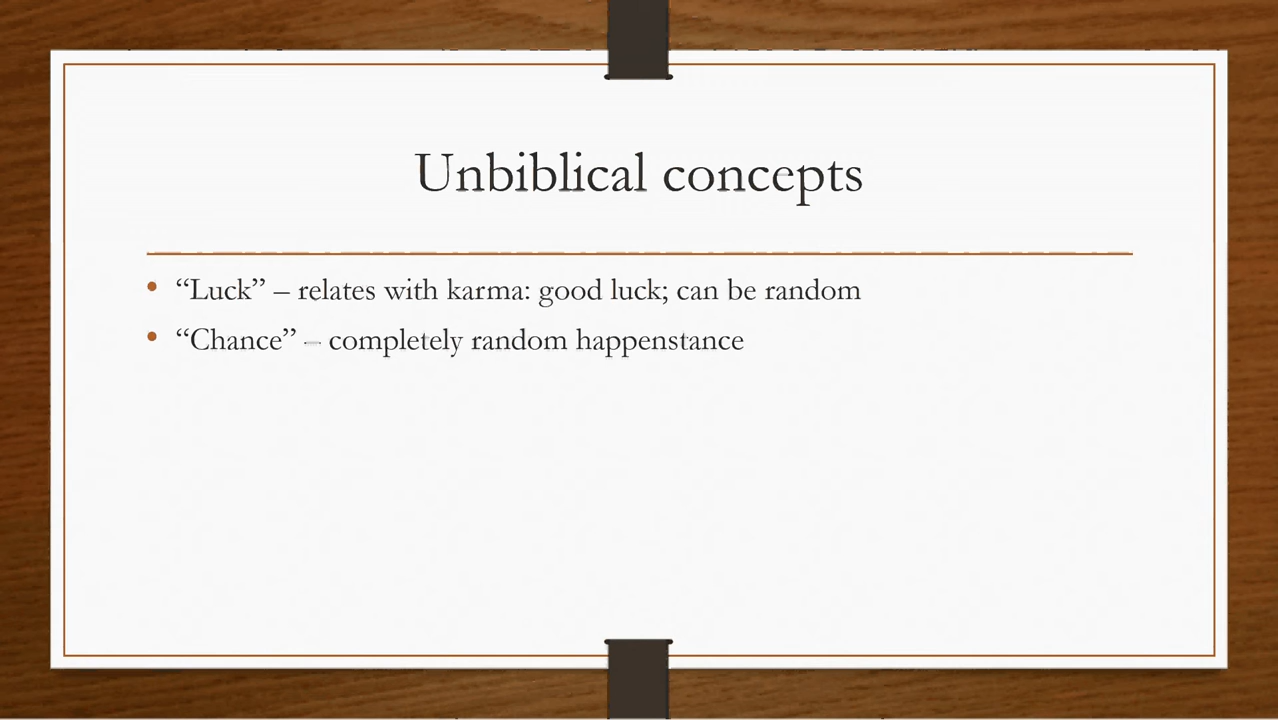 Unbiblical concepts
• “Luck” – relates with karma: good luck; can be random
• “Chance” – completely random happenstance